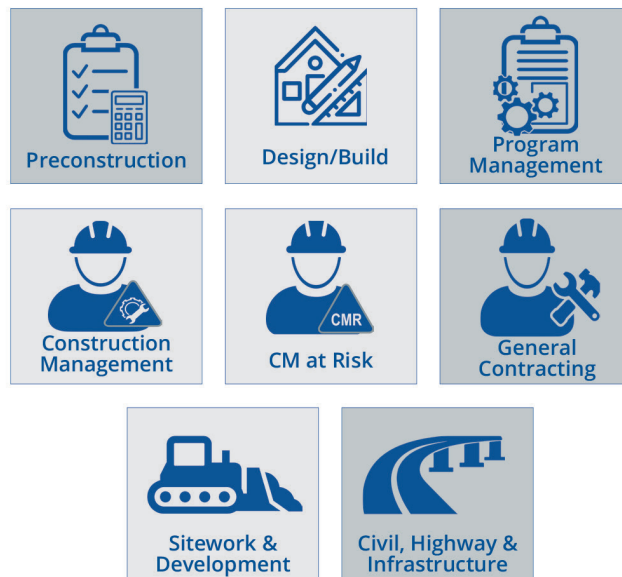 Preconstruction
Design/Build
Program
Management
Construction
Management
CMR
CM at Risk
General
Contracting
Sitework &
Development
Civil, Highway &
Infrastructure